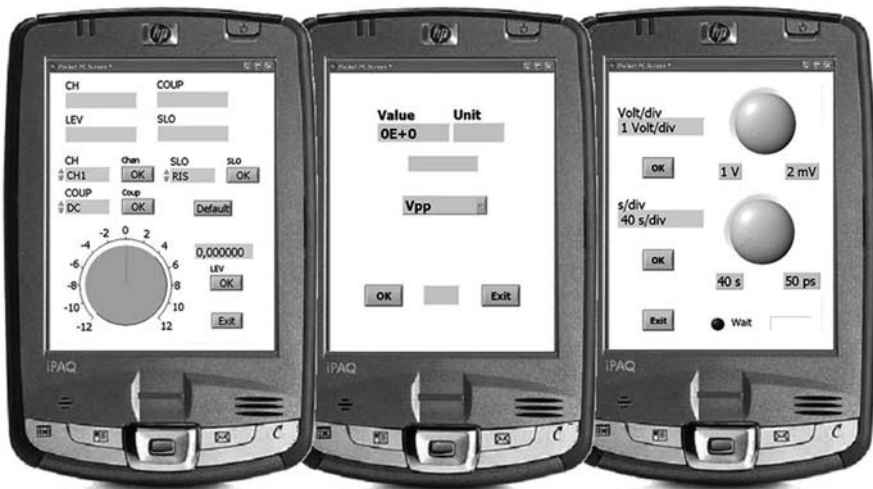 hp
Pocket PC Screen *
CH COUP
LEV SLO
CH Chan SLO SLO
CH1 OK RIS OK
COUP Coup
DC OK Default
-12 -10 -8 -6 -4 -2 0 2 4 6 8 10 12
0,000000
LEV
OK
Exit
iPAQ
hp
Pocket PC Screen *
Value Unit
0E+0
Vpp
OK Exit
iPAQ
hp
Pocket PC Screen *
Volt/div
1 Volt/div
OK 1 V 2 mV
s/div
40 s/div
OK
40 s 50 ps
Exit Wait
iPAQ